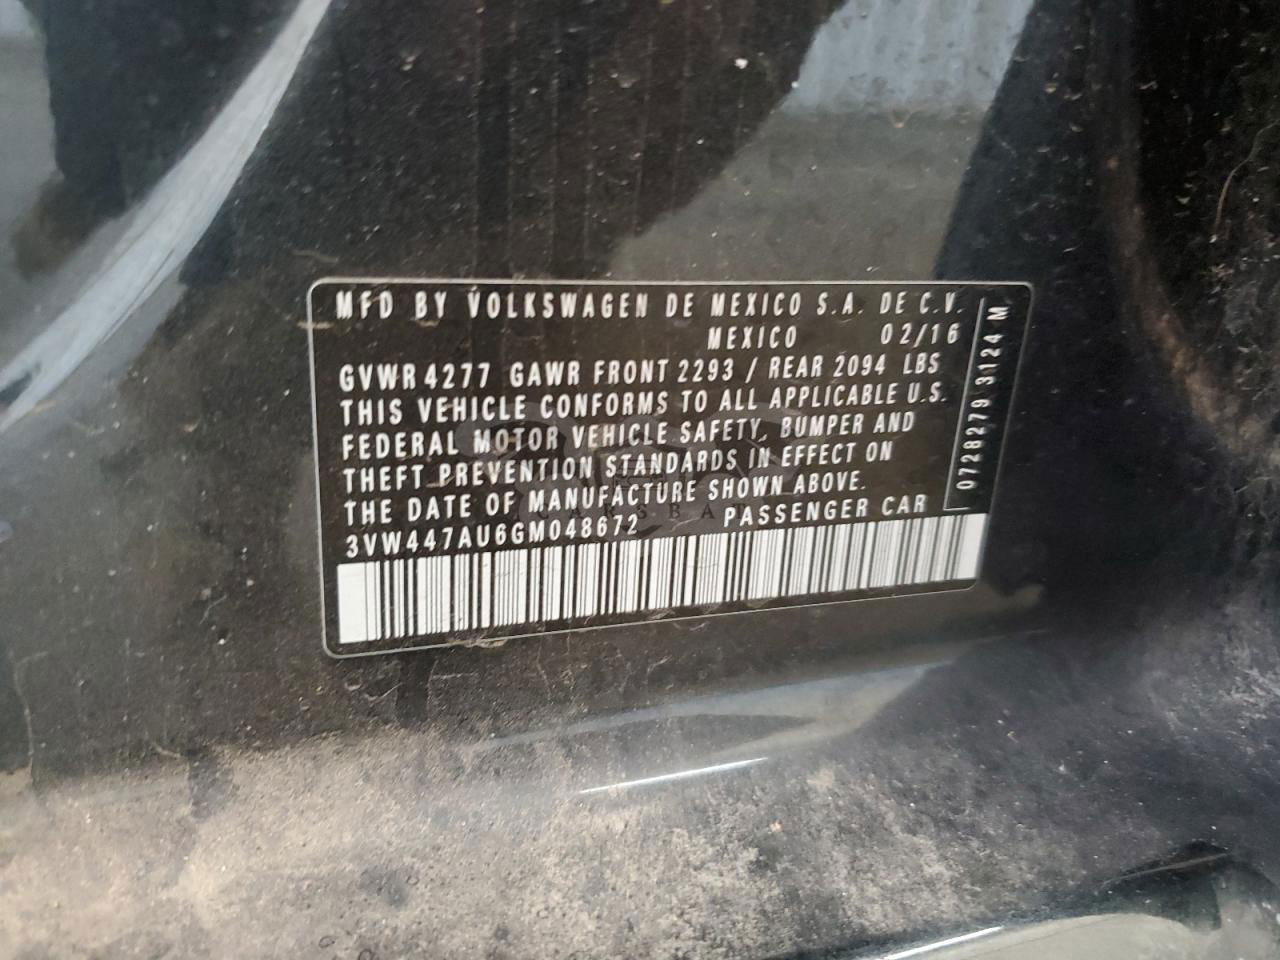 MFD BY VOLKSWAGEN DE MEXICO S.A. DE C.V.
MEXICO 02/16
GVWR 4277 GAWR FRONT 2293 / REAR 2094 LBS
THIS VEHICLE CONFORMS TO ALL APPLICABLE U.S.
FEDERAL MOTOR VEHICLE SAFETY, BUMPER AND
THEFT PREVENTION STANDARDS IN EFFECT ON
THE DATE OF MANUFACTURE SHOWN ABOVE.
3VW447AU6GM048672 PASSENGER CAR
0728279 3124 M